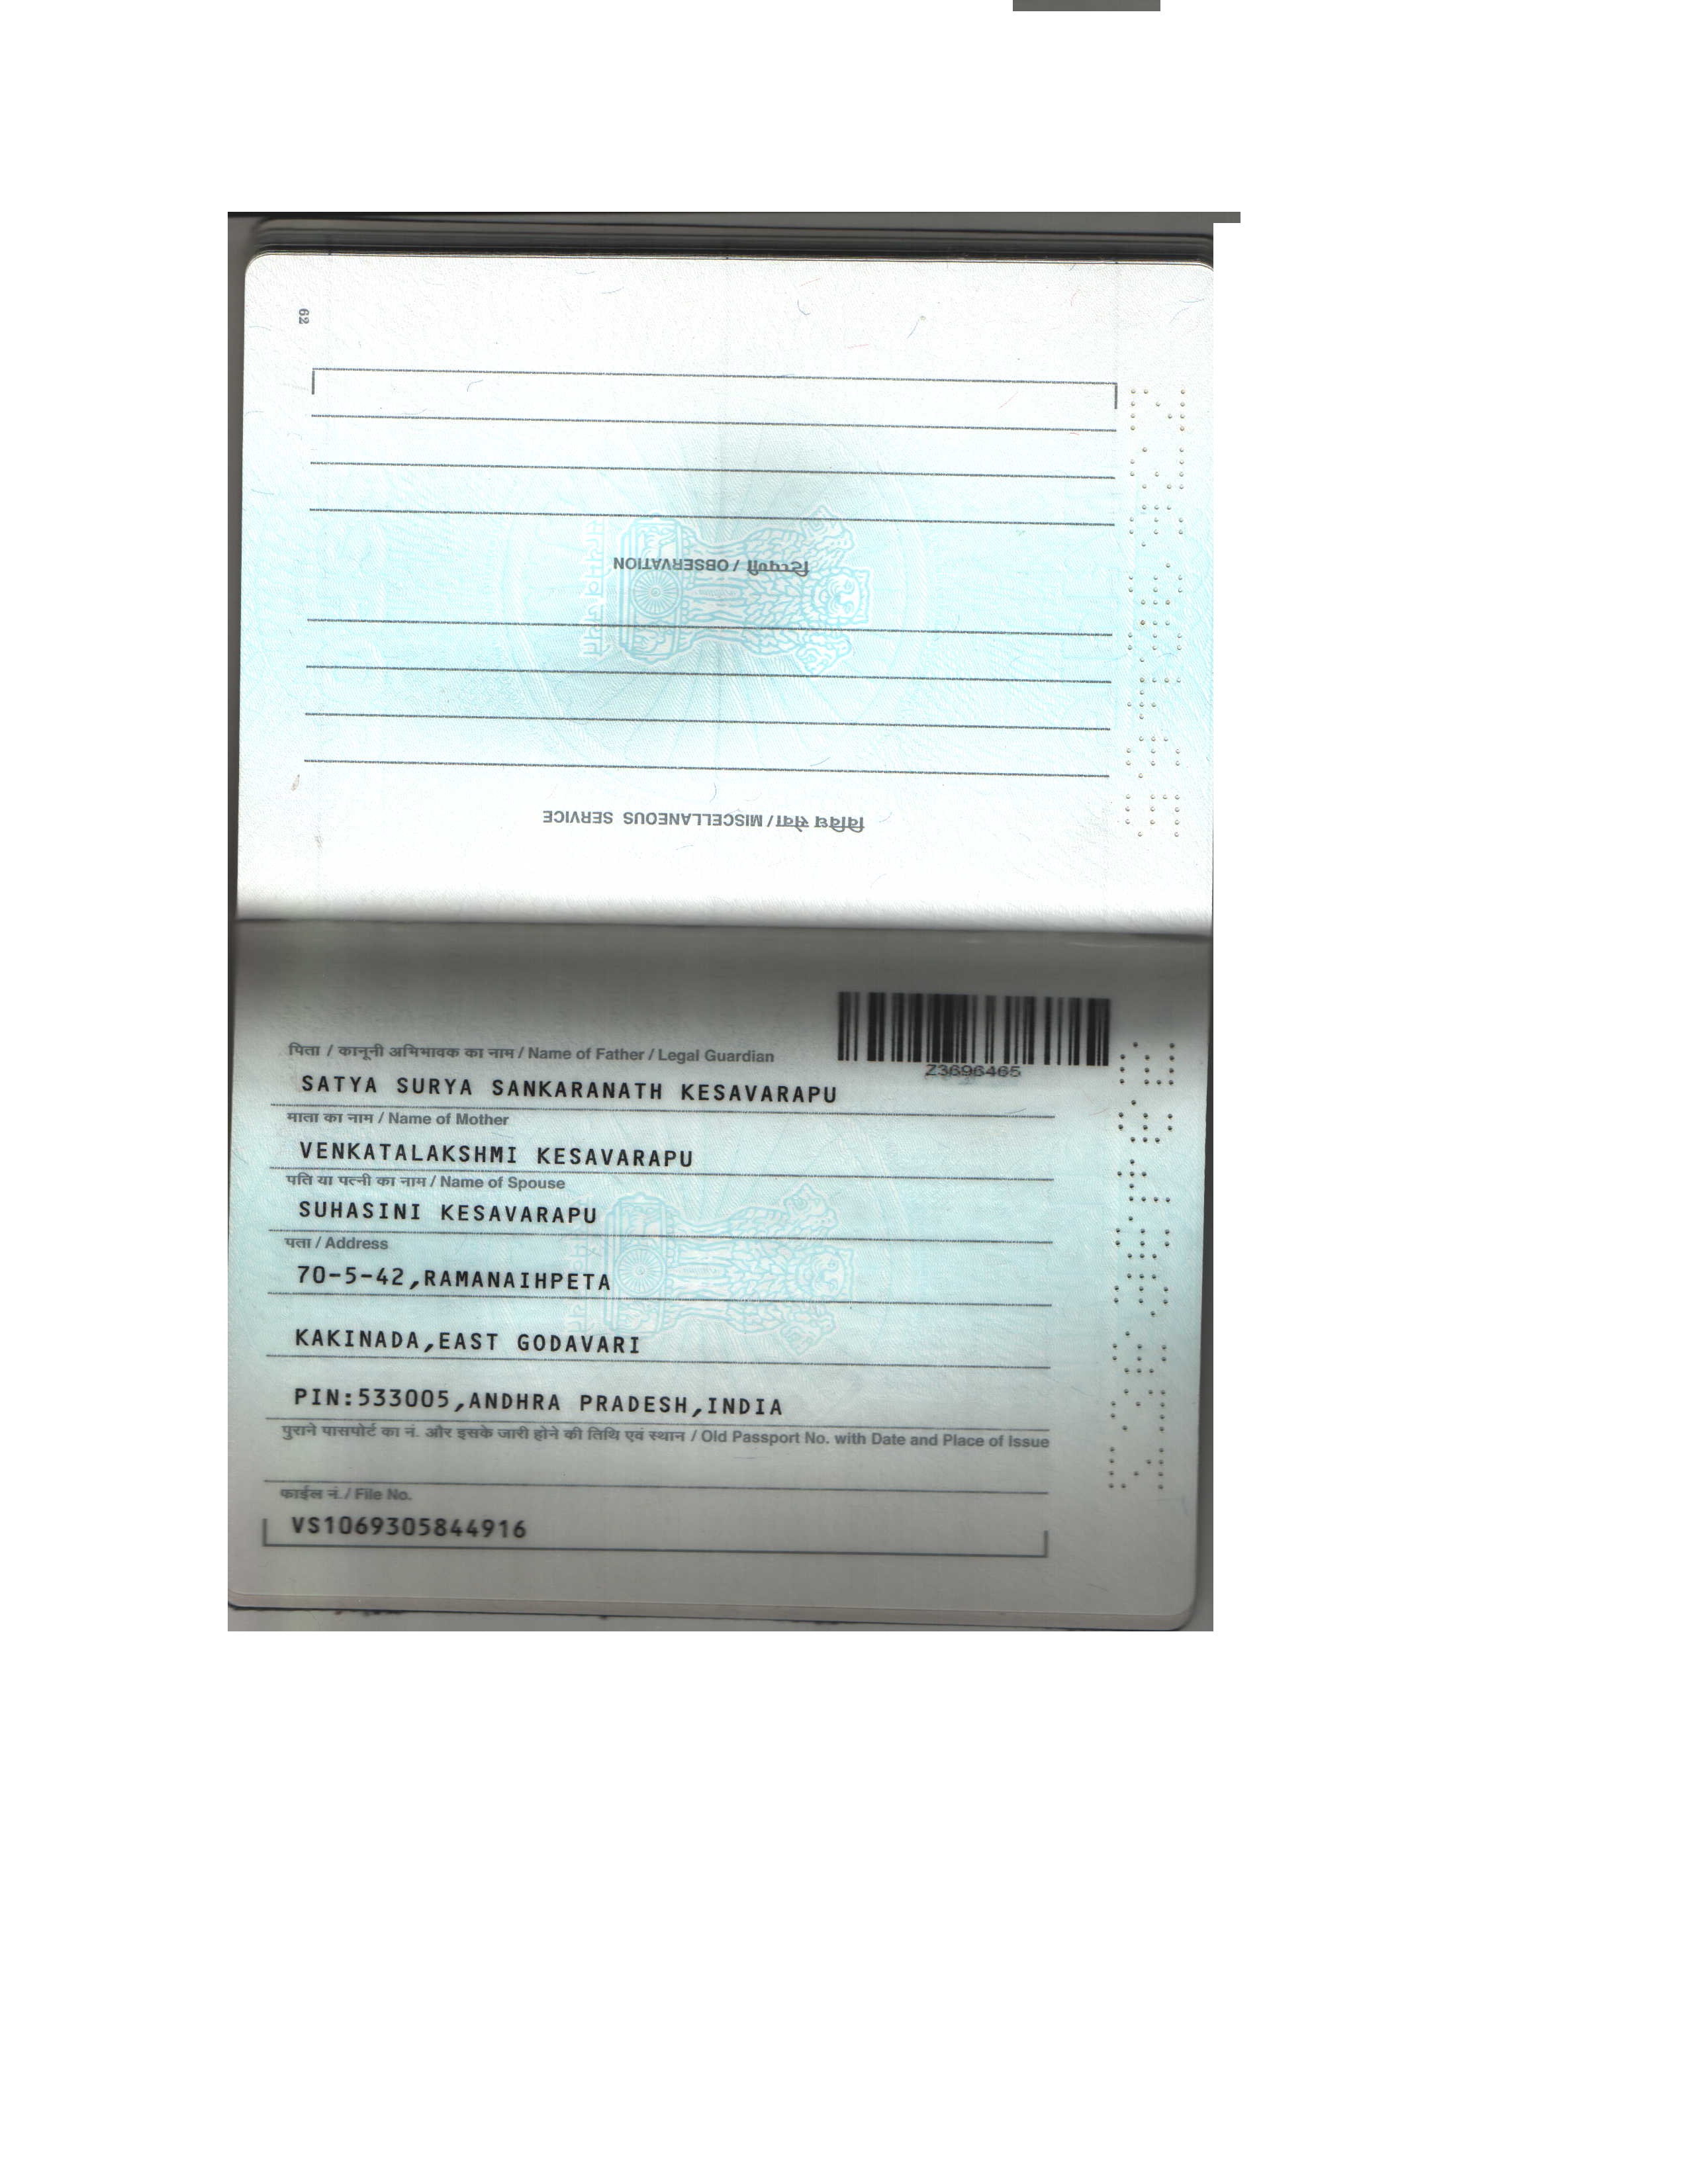 62
टिप्पणी / OBSERVATION
विविध सेवा / MISCELLANEOUS SERVICE
Z3696465
पिता / कानूनी अभिभावक का नाम / Name of Father / Legal Guardian
SATYA SURYA SANKARANATH KESAVARAPU
माता का नाम / Name of Mother
VENKATALAKSHMI KESAVARAPU
पति या पत्नी का नाम / Name of Spouse
SUHASINI KESAVARAPU
पता / Address
70-5-42,RAMANAIHPETA
KAKINADA,EAST GODAVARI
PIN:533005,ANDHRA PRADESH,INDIA
पुराने पासपोर्ट का नं. और इसके जारी होने की तिथि एवं स्थान / Old Passport No. with Date and Place of Issue
फाईल नं./ File No.
VS1069305844916